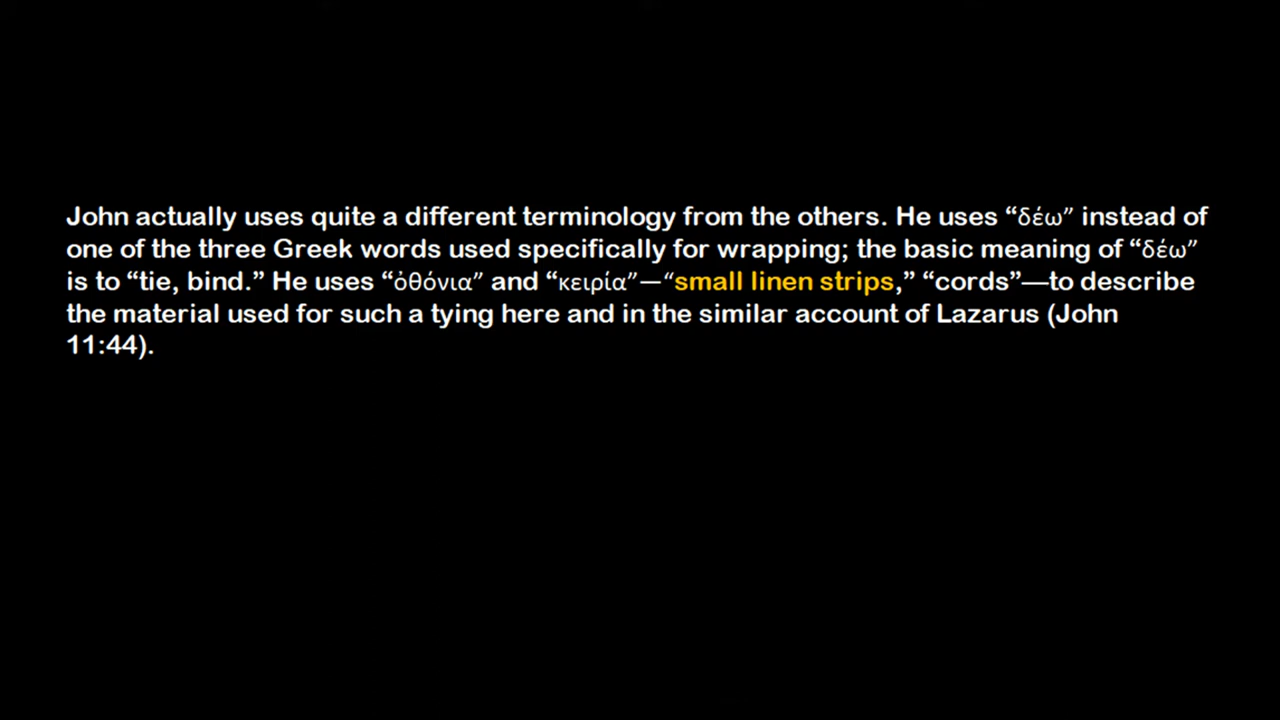 John actually uses quite a different terminology from the others. He uses “δέω” instead of
one of the three Greek words used specifically for wrapping; the basic meaning of “δέω”
is to “tie, bind.” He uses “ὀθόνια” and “κειρία”—“small linen strips,” “cords”—to describe
the material used for such a tying here and in the similar account of Lazarus (John
11:44).